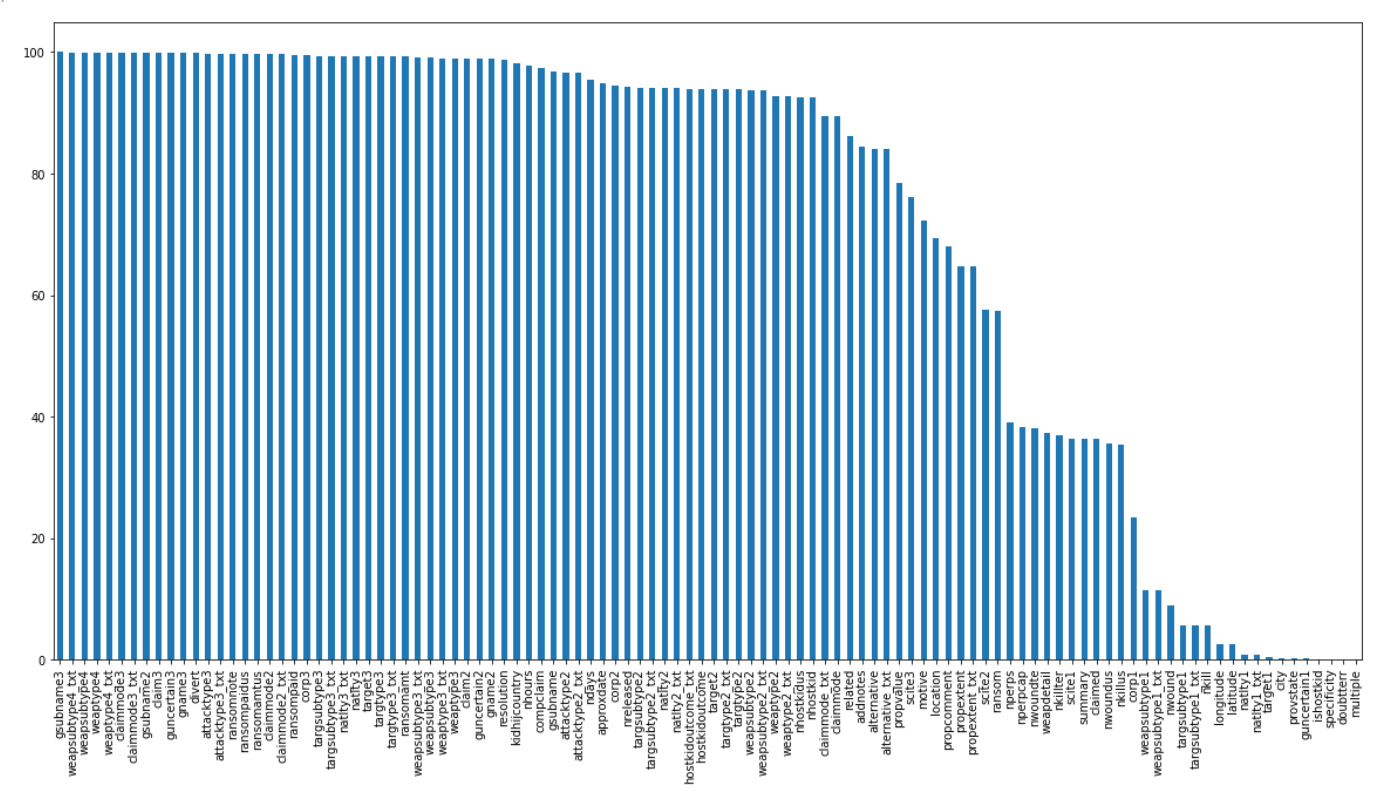 100
80
60
40
20
0
gsubname3
weapsubtype4_txt
weapsubtype4
weaptype4
weaptype4_txt
claimmode3
claimmode3_txt
gsubname2
claim3
guncertain3
gname3
divert
attacktype3
attacktype3_txt
ransomnote
ransompaidus
ransomamtus
claimmode2
claimmode2_txt
ransompaid
corp3
targsubtype3
targsubtype3_txt
natlty3_txt
natlty3
target3
targtype3
targtype3_txt
ransomamt
weapsubtype3_txt
weapsubtype3
weaptype3_txt
weaptype3
claim2
guncertain2
gname2
resolution
kidhijcountry
nhours
compclaim
gsubname
attacktype2
attacktype2_txt
ndays
approxdate
corp2
nreleased
targsubtype2
targsubtype2_txt
natlty2
natlty2_txt
hostkidoutcome_txt
hostkidoutcome
target2
targtype2_txt
targtype2
weapsubtype2
weapsubtype2_txt
weaptype2
weaptype2_txt
nhostkidus
nhostkid
claimmode_txt
claimmode
related
addnotes
alternative
alternative_txt
propvalue
scite3
motive
location
propcomment
propextent
propextent_txt
scite2
ransom
nperps
nperpcap
nwoundte
weapdetail
nkillter
scite1
summary
claimed
nwoundus
nkillus
corp1
weapsubtype1
weapsubtype1_txt
nwound
targsubtype1
targsubtype1_txt
nkill
longitude
latitude
natlty1
natlty1_txt
target1
city
provstate
guncertain1
ishostkid
specificity
doubtterr
multiple